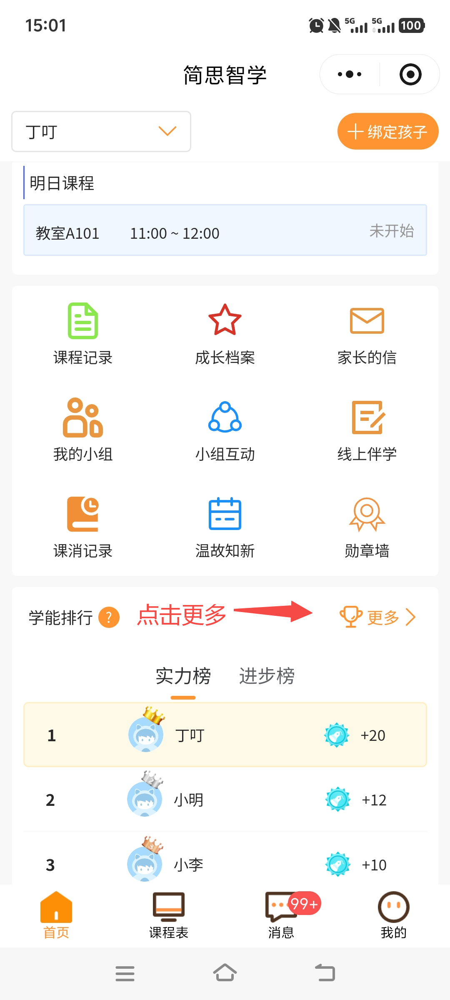 15:01
5G 5G 100
简思智学
丁叮
绑定孩子
明日课程
教室A101 11:00 ~ 12:00 未开始
课程记录 成长档案 家长的信
我的小组 小组互动 线上伴学
课消记录 温故知新 勋章墙
学能排行 ? 点击更多 更多
实力榜 进步榜
1 1 丁叮 +20
2 2 小明 +12
3 3 小李 +10
99+
首页 课程表 消息 我的